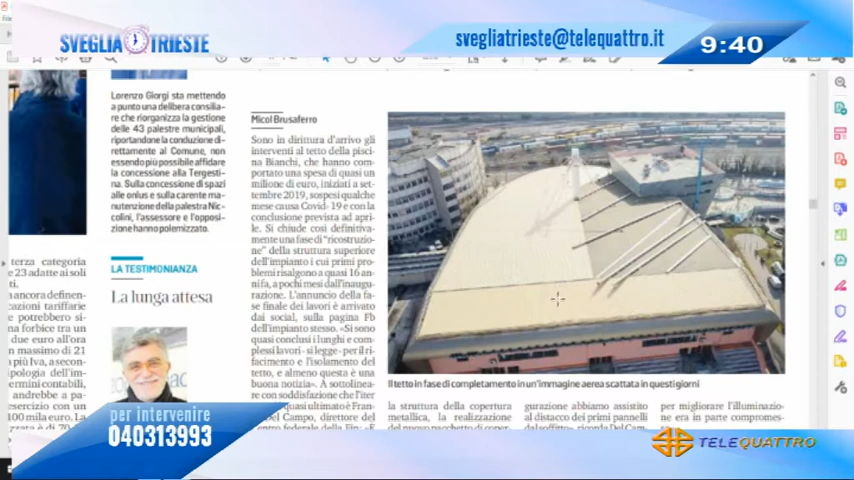 SVEGLIA TRIESTE
svegliatrieste@telequattro.it
9:40
Lorenzo Giorgi sta mettendo
a punto una delibera consilia-
re che riorganizza la gestione
delle 43 palestre municipali,
riportandone la conduzione di-
rettamente al Comune, non
essendo più possibile affidare
la concessione alla Tergesti-
na. Sulla concessione di spazi
alle onlus e sulla carente ma-
nutenzione della palestra Nic-
colini, l'assessore e l'opposi-
zione hanno polemizzato.
LA TESTIMONIANZA
La lunga attesa
terza categoria
e 23 adatte ai soli
ti.
a ancora definen-
cazioni tariffarie
e potrebbero si-
na forbice tra un
due euro all'ora
n massimo di 21
a più Iva, a secon-
ipologia dell'im-
ermini contabili,
andrebbe a pa-
esercizio con un
100 mila euro. La
Micol Brusaferro
Sono in dirittura d'arrivo gli
interventi al tetto della pisci-
na Bianchi, che hanno com-
portato una spesa di quasi un
milione di euro, iniziati a set-
tembre 2019, sospesi qualche
mese causa Covid-19 e con la
conclusione prevista ad apri-
le. Si chiude così definitiva-
mente una fase di "ricostruzio-
ne" della struttura superiore
dell'impianto i cui primi pro-
blemi risalgono a quasi 16 an-
ni fa, a pochi mesi dall'inaugu-
razione. L'annuncio della fa-
se finale dei lavori è arrivato
dai social, sulla pagina Fb
dell'impianto stesso. «Si sono
quasi conclusi i lunghi e com-
plessi lavori - si legge - per il ri-
facimento e l'isolamento del
tetto, e almeno questa è una
buona notizia». A sottolinea-
re con soddisfazione che l'iter
quasi ultimato è Fran-
Del Campo, direttore del
centro federale della Fin: «È
Il tetto in fase di completamento in un'immagine aerea scattata in questi giorni
la struttura della copertura
metallica, la realizzazione
del nuovo pacchetto di coper-
gurazione abbiamo assistito
al distacco dei primi pannelli
dal soffitto», ricorda Del Cam-
per migliorare l'illuminazio-
ne era in parte compromes-
per intervenire
040313993
TELEQUATTRO